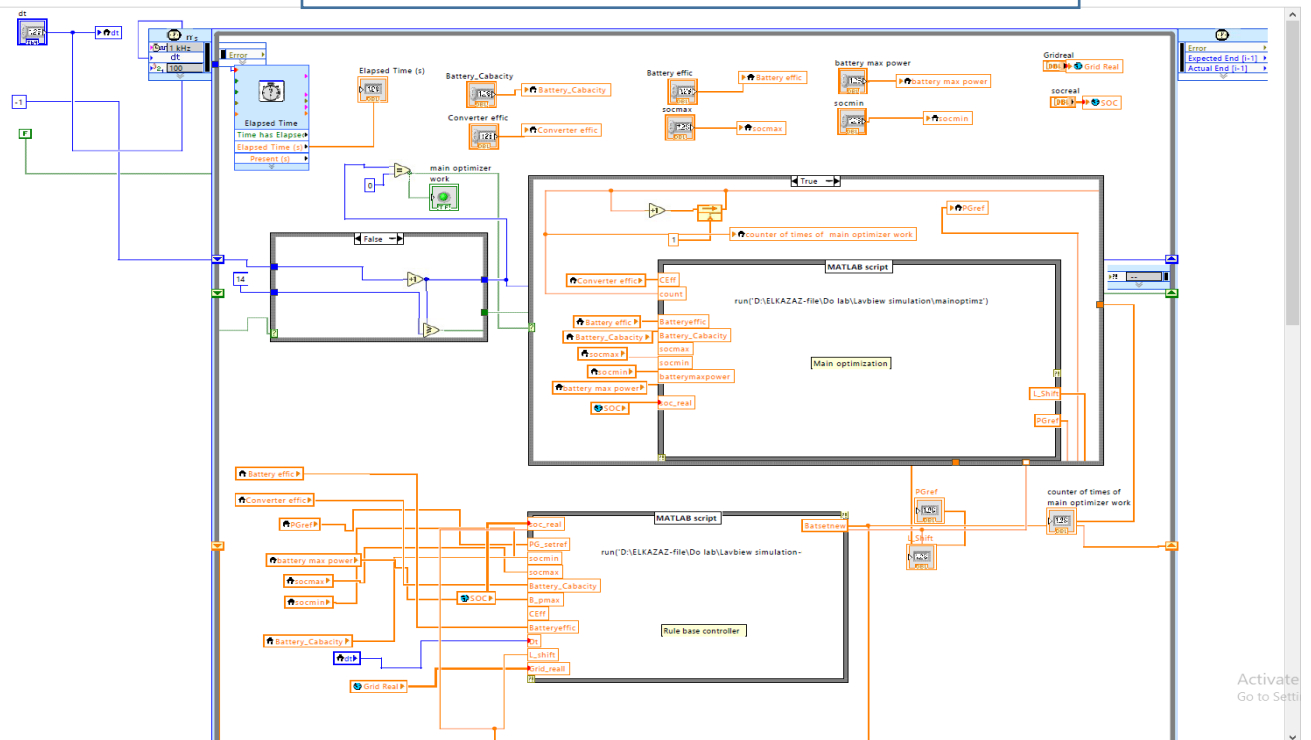 dt
dt
1 kHz
dt
100
Error
Error
Expected End [i-1]
Actual End [i-1]
-1
F
Elapsed Time
Time has Elapsed
Elapsed Time (s)
Present (s)
Elapsed Time (s)
Battery_Cabacity
Battery_Cabacity
Converter effic
Converter effic
Battery effic
Battery effic
socmax
socmax
battery max power
battery max power
socmin
socmin
Gridreal
Grid Real
socreal
SOC
0
main optimizer
work
False
14
+1
True
+1
1
PGref
counter of times of main optimizer work
MATLAB script
run('D:\ELKAZAZ-file\Do lab\Lavbiew simulation\mainoptimz')
Main optimization
Converter effic
CEff
count
Battery effic
Batteryeffic
Battery_Cabacity
Battery_Cabacity
socmax
socmax
socmin
socmin
battery max power
batterymaxpower
SOC
soc_real
L_Shift
PGref
Battery effic
Converter effic
PGref
battery max power
socmax
socmin
SOC
Battery_Cabacity
dt
Grid Real
MATLAB script
run('D:\ELKAZAZ-file\Do lab\Lavbiew simulation-
Rule base controller
soc_real
PG_setref
socmin
socmax
Battery_Cabacity
B_pmax
CEff
Batteryeffic
Dt
L_shift
Grid_reall
Batsetnew
PGref
L_Shift
counter of times of
main optimizer work
Activate
Go to Setti